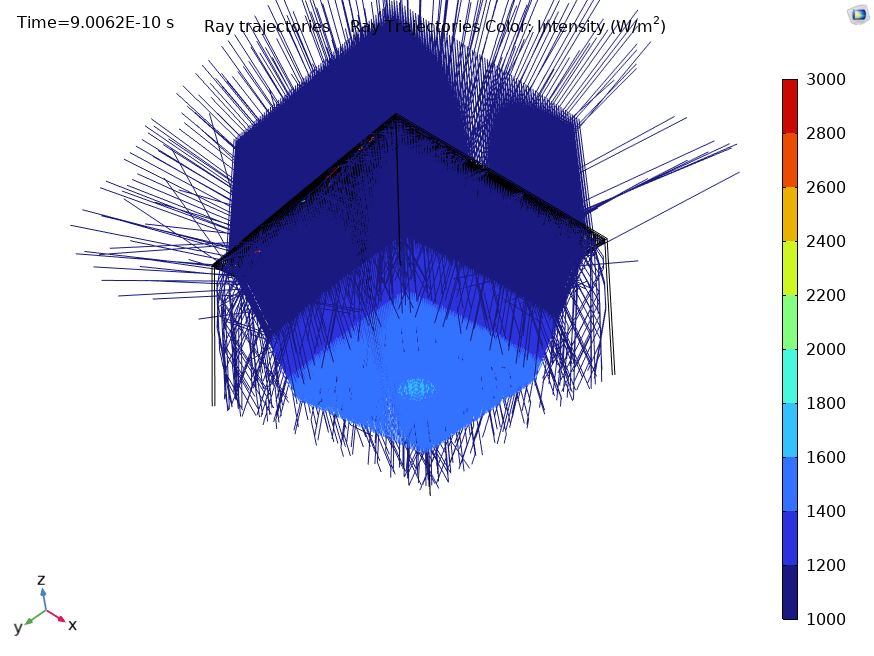 Time=9.0062E-10 s
Ray trajectories Ray Trajectories Color: Intensity (W/m²)
3000
2800
2600
2400
2200
2000
1800
1600
1400
1200
1000
z
y
x